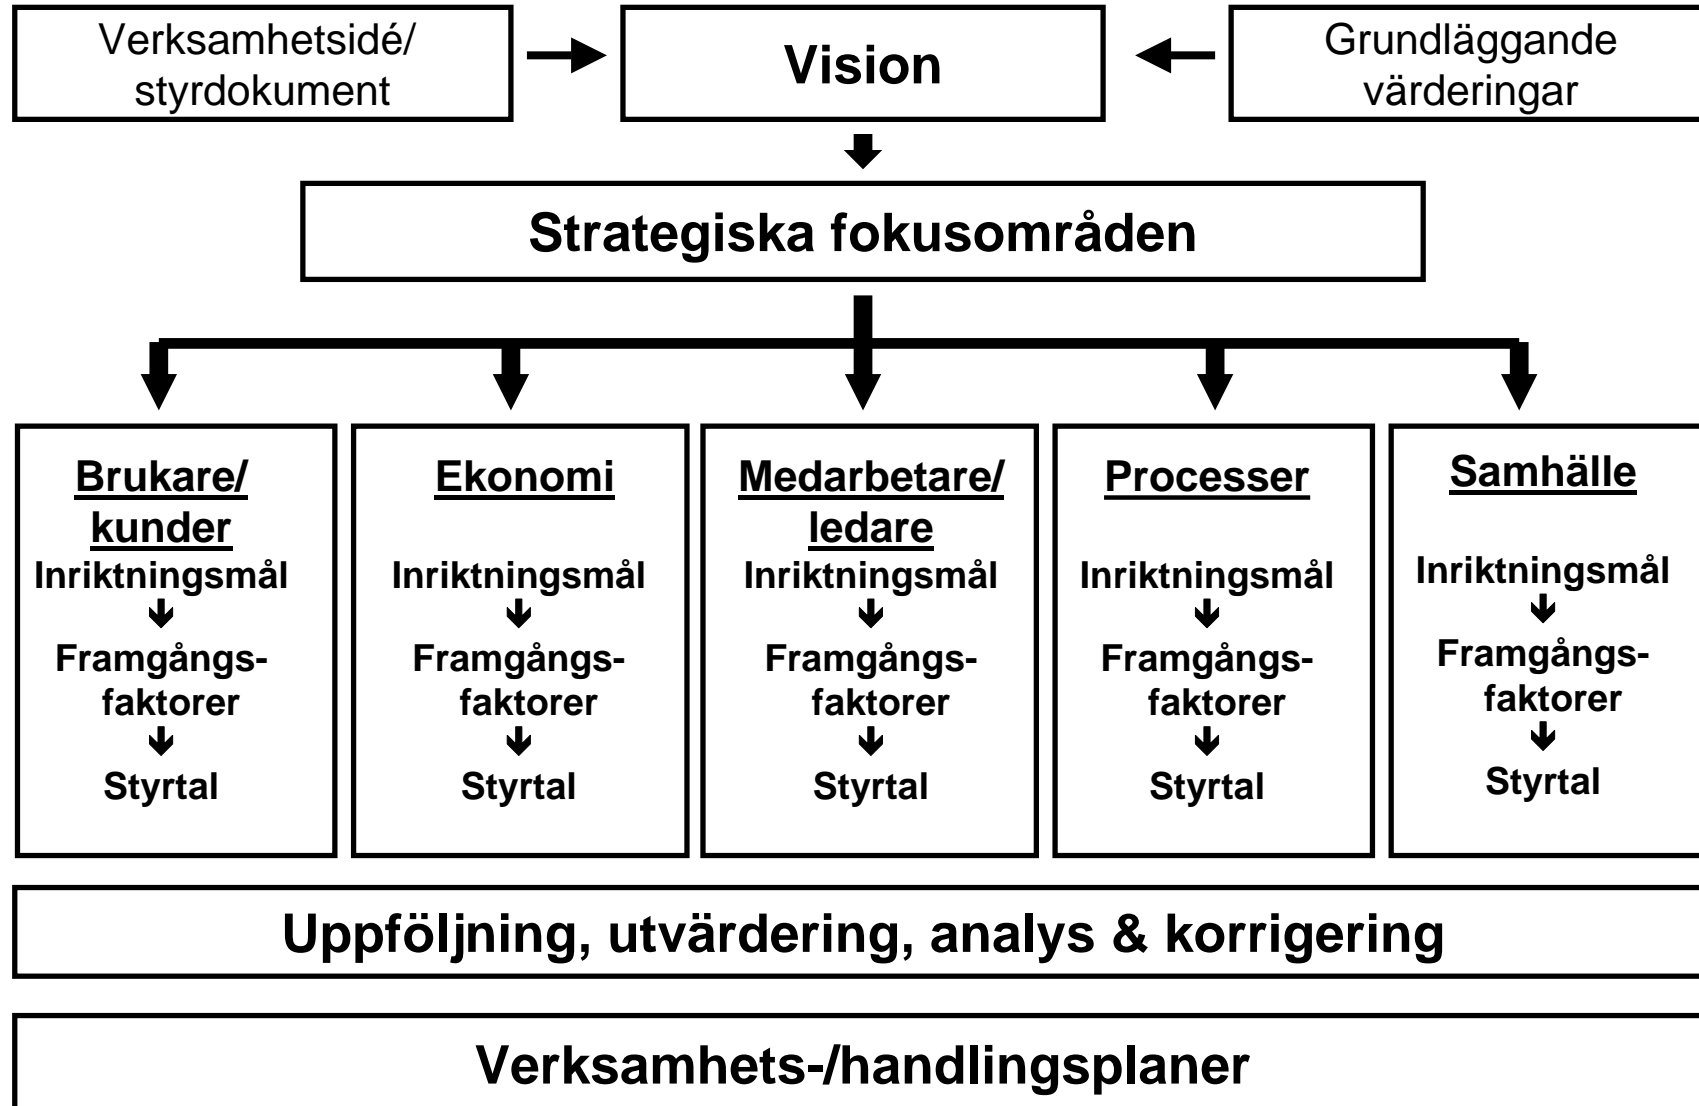 Verksamhetsidé/
styrdokument
Vision
Grundläggande
värderingar
Strategiska fokusområden
Brukare/
kunder
Inriktningsmål
Framgångs-
faktorer
Styrtal
Ekonomi
Inriktningsmål
Framgångs-
faktorer
Styrtal
Medarbetare/
ledare
Inriktningsmål
Framgångs-
faktorer
Styrtal
Processer
Inriktningsmål
Framgångs-
faktorer
Styrtal
Samhälle
Inriktningsmål
Framgångs-
faktorer
Styrtal
Uppföljning, utvärdering, analys & korrigering
Verksamhets-/handlingsplaner